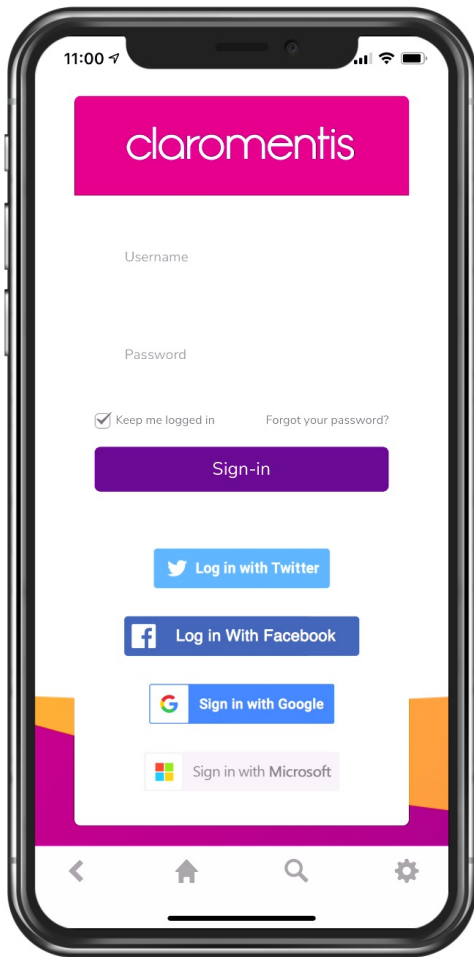 11:00
claromentis
Username
Password
Keep me logged in Forgot your password?
Sign-in
Log in with Twitter
Log in With Facebook
Sign in with Google
Sign in with Microsoft